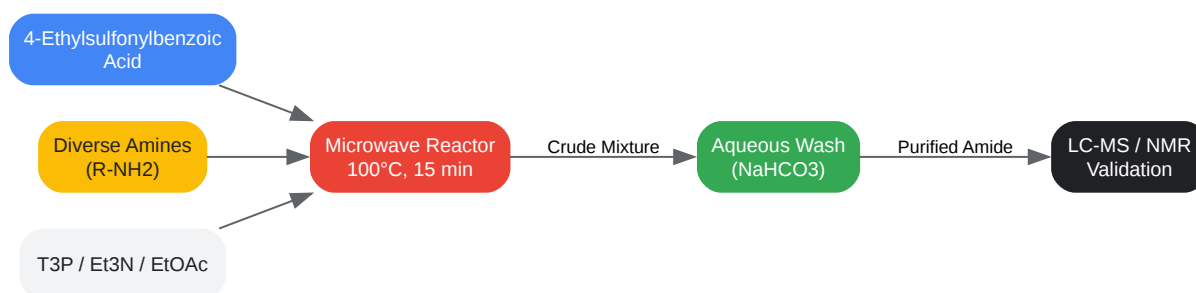 4-Ethylsulfonylbenzoic
Acid
Diverse Amines
(R-NH2)
T3P / Et3N / EtOAc
Microwave Reactor
100°C, 15 min
Crude Mixture
Aqueous Wash
(NaHCO3)
Purified Amide
LC-MS / NMR
Validation